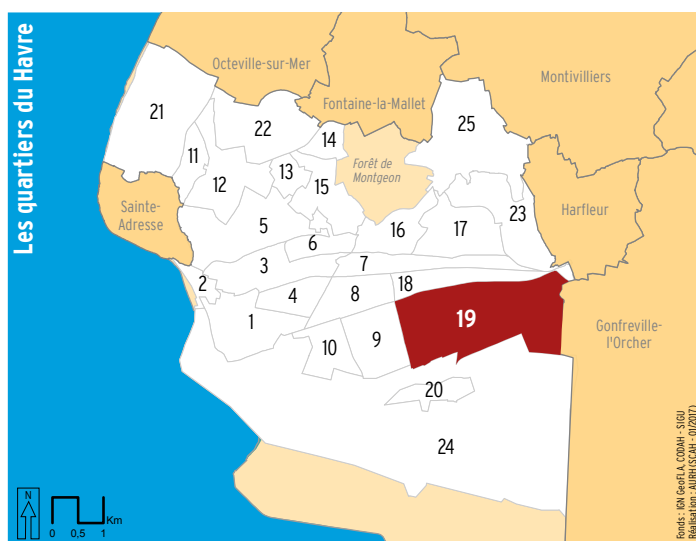 Les quartiers du Havre
Octeville-sur-Mer
Montivilliers
Fontaine-la-Mallet
21
22
14
25
11
12
13
15
Forêt de
Montgeon
Sainte-
Adresse
Harfleur
5
6
16
17
23
3
7
2
4
8
18
1
10
9
19
Gonfreville-
l'Orcher
20
24
N
0 0,5 1 Km
Fonds : IGN GeoFLA, CODAH - SIGU
Réalisation : AURH (SCAH - 01/2017)